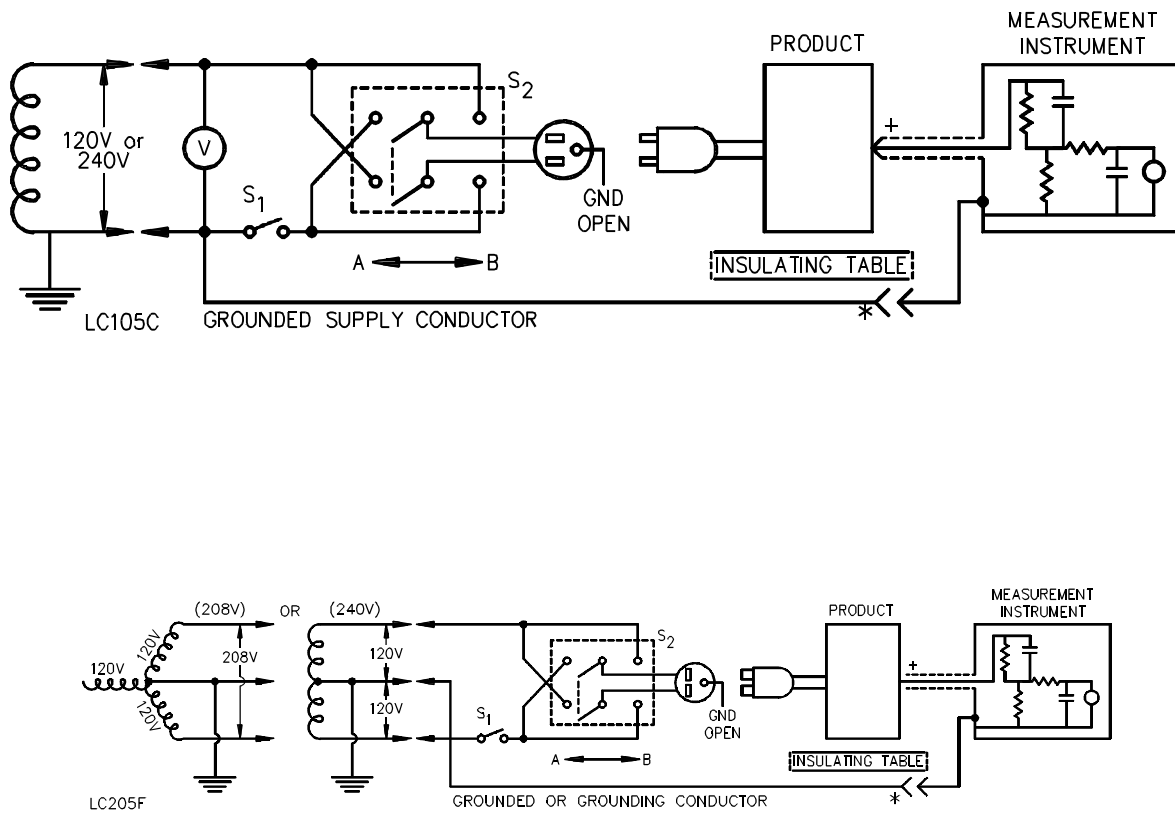 MEASUREMENT
INSTRUMENT
PRODUCT
S2
120V or
240V
V
S1
+
GND
OPEN
A B
INSULATING TABLE
*
LC105C
GROUNDED SUPPLY CONDUCTOR
(208V) OR (240V)
MEASUREMENT
INSTRUMENT
PRODUCT
120V
S2
208V
120V
120V
+
120V
120V
S1
GND
OPEN
A B
INSULATING TABLE
*
LC205F
GROUNDED OR GROUNDING CONDUCTOR